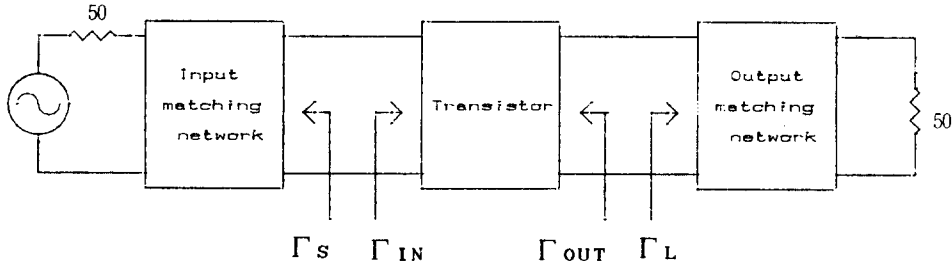 50
Input
matching
network
Transistor
Output
matching
network
50
ΓS
ΓIN
ΓOUT
ΓL